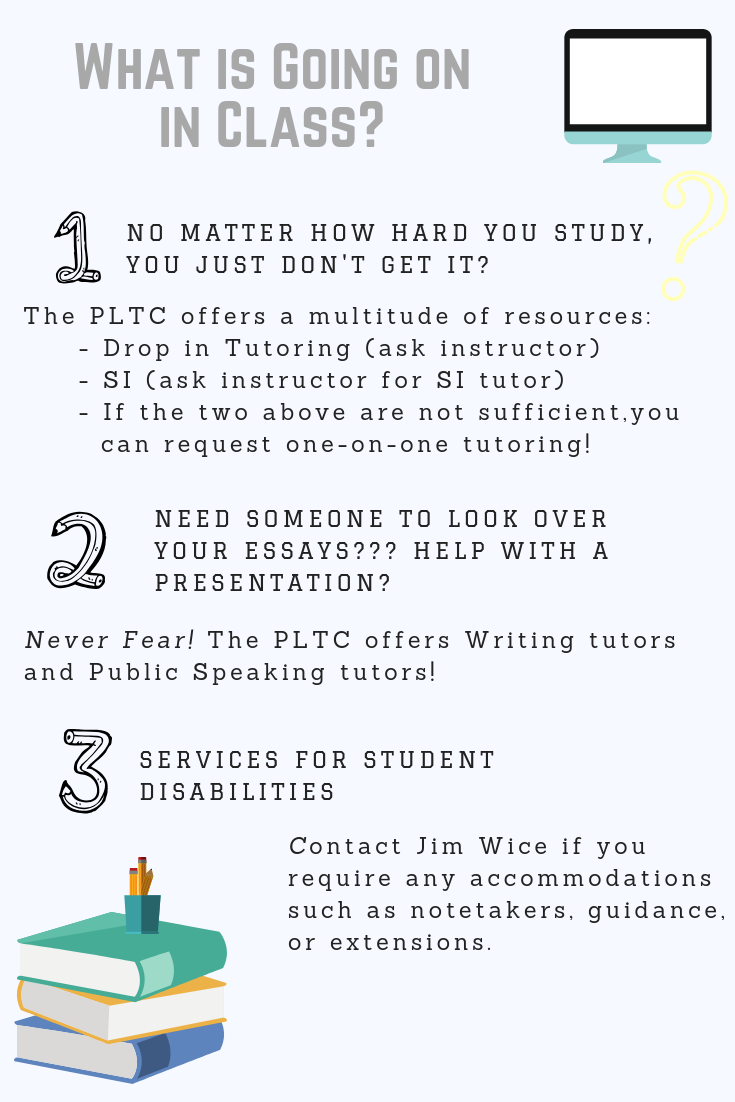 What is Going on
in Class?
?
1
NO MATTER HOW HARD YOU STUDY,
YOU JUST DON'T GET IT?
The PLTC offers a multitude of resources:
- Drop in Tutoring (ask instructor)
- SI (ask instructor for SI tutor)
- If the two above are not sufficient,you
can request one-on-one tutoring!
2
NEED SOMEONE TO LOOK OVER
YOUR ESSAYS??? HELP WITH A
PRESENTATION?
Never Fear! The PLTC offers Writing tutors
and Public Speaking tutors!
3
SERVICES FOR STUDENT
DISABILITIES
Contact Jim Wice if you
require any accommodations
such as notetakers, guidance,
or extensions.